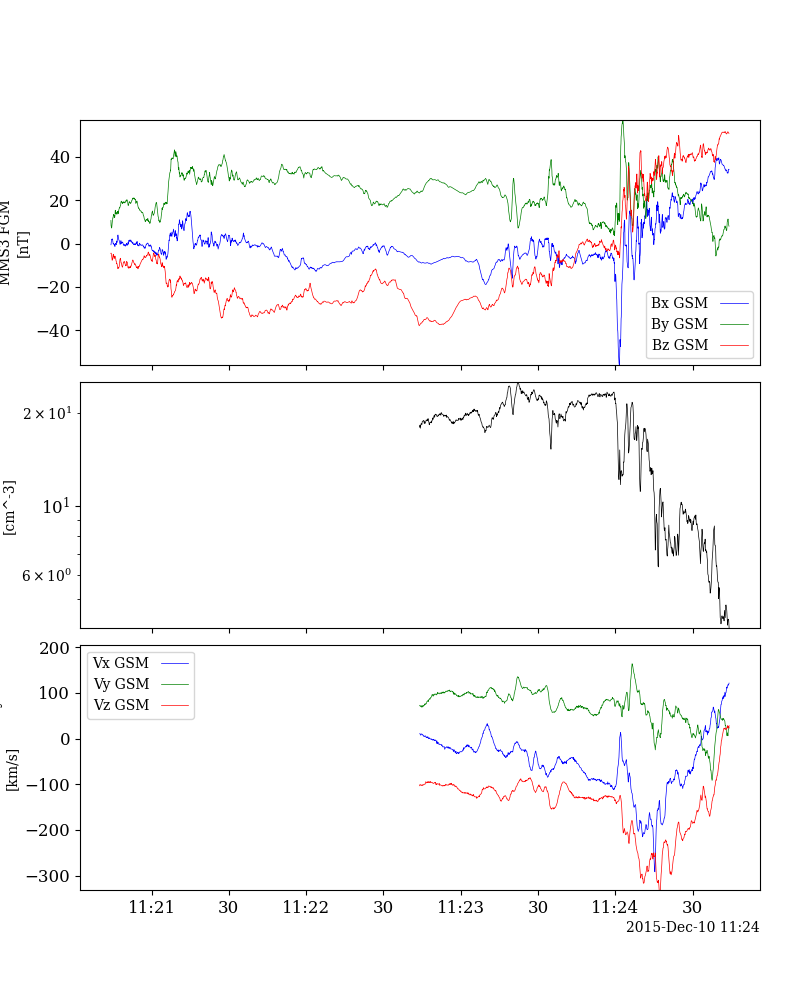 MMS3 FGM
[nT]
40
20
0
−20
−40
Bx GSM
By GSM
Bz GSM
[cm^-3]
2 × 10^1
10^1
6 × 10^0
[km/s]
200
100
0
−100
−200
−300
Vx GSM
Vy GSM
Vz GSM
11:21 30 11:22 30 11:23 30 11:24 30
2015-Dec-10 11:24